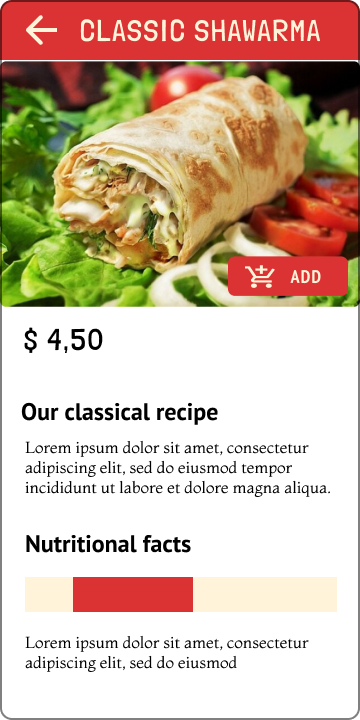 CLASSIC SHAWARMA
ADD
$ 4,50
Our classical recipe
Lorem ipsum dolor sit amet, consectetur
adipiscing elit, sed do eiusmod tempor
incididunt ut labore et dolore magna aliqua.
Nutritional facts
Lorem ipsum dolor sit amet, consectetur
adipiscing elit, sed do eiusmod